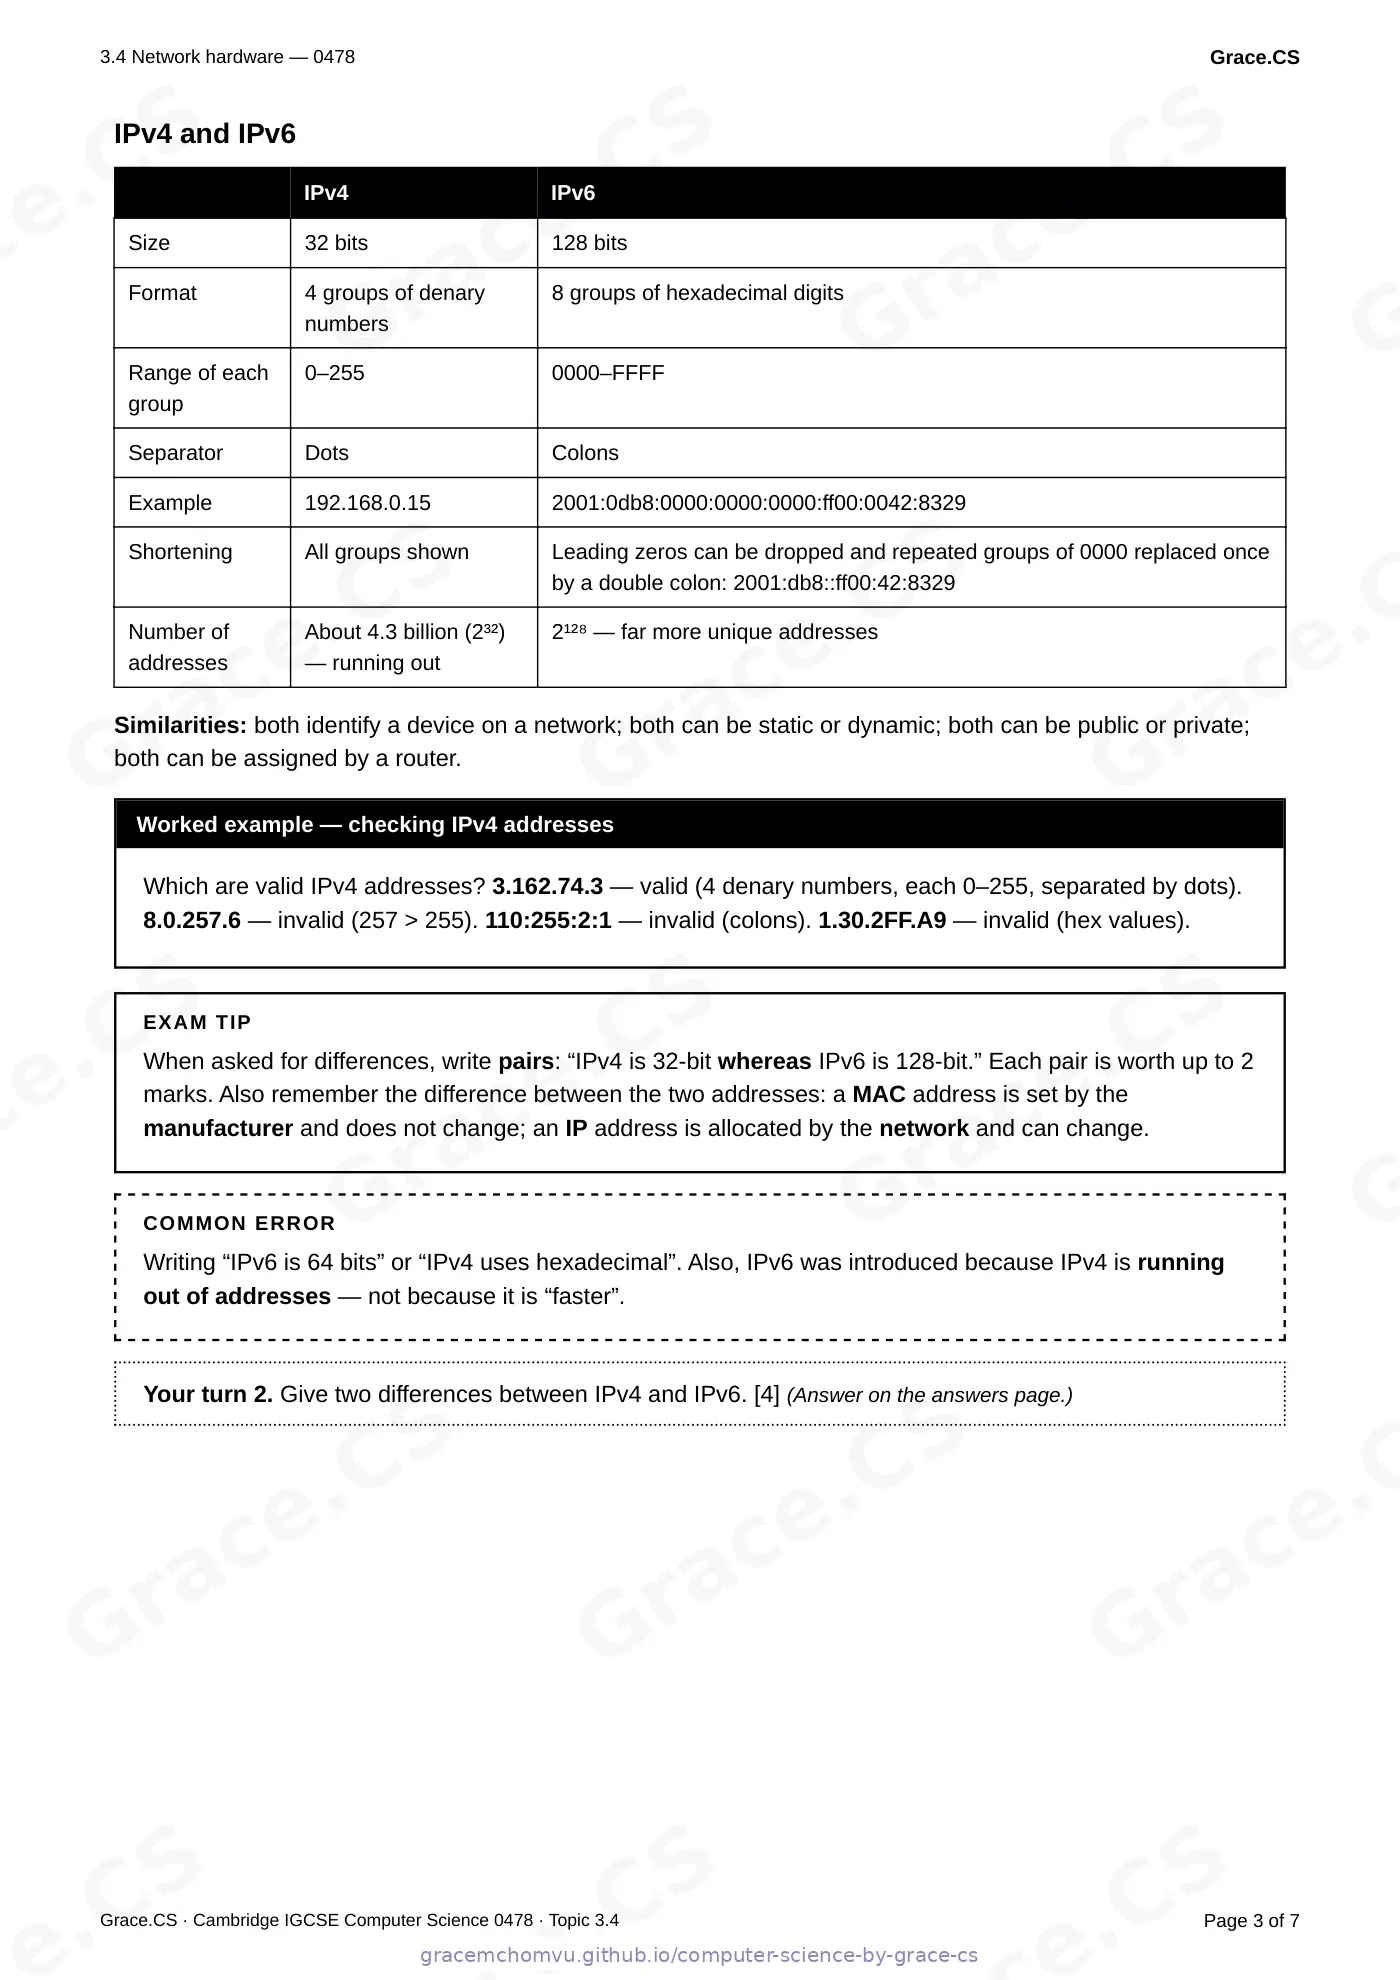 3.4 Network hardware — 0478
Grace.CS
IPv4 and IPv6
IPv4
IPv6
Size
32 bits
128 bits
Format
4 groups of denary
numbers
8 groups of hexadecimal digits
Range of each
group
0–255
0000–FFFF
Separator
Dots
Colons
Example
192.168.0.15
2001:0db8:0000:0000:0000:ff00:0042:8329
Shortening
All groups shown
Leading zeros can be dropped and repeated groups of 0000 replaced once
by a double colon: 2001:db8::ff00:42:8329
Number of
addresses
About 4.3 billion (2³²)
— running out
2¹²⁸ — far more unique addresses
Similarities: both identify a device on a network; both can be static or dynamic; both can be public or private;
both can be assigned by a router.
Worked example — checking IPv4 addresses
Which are valid IPv4 addresses? 3.162.74.3 — valid (4 denary numbers, each 0–255, separated by dots).
8.0.257.6 — invalid (257 > 255). 110:255:2:1 — invalid (colons). 1.30.2FF.A9 — invalid (hex values).
EXAM TIP
When asked for differences, write pairs: “IPv4 is 32-bit whereas IPv6 is 128-bit.” Each pair is worth up to 2
marks. Also remember the difference between the two addresses: a MAC address is set by the
manufacturer and does not change; an IP address is allocated by the network and can change.
COMMON ERROR
Writing “IPv6 is 64 bits” or “IPv4 uses hexadecimal”. Also, IPv6 was introduced because IPv4 is running
out of addresses — not because it is “faster”.
Your turn 2. Give two differences between IPv4 and IPv6. [4] (Answer on the answers page.)
Grace.CS · Cambridge IGCSE Computer Science 0478 · Topic 3.4
Page 3 of 7
gracemchomvu.github.io/computer-science-by-grace-cs